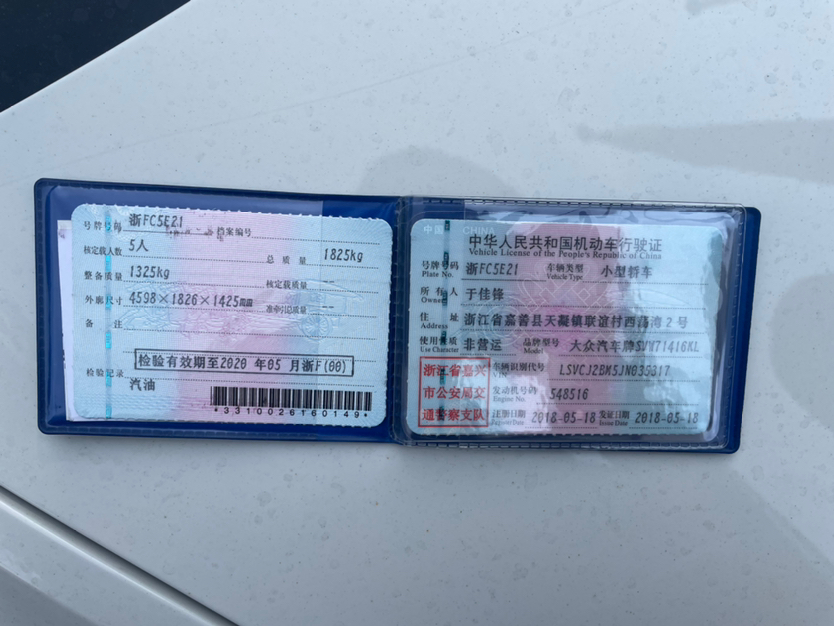 号牌号码 浙FC5E21 档案编号
核定载人数 5人 总质量 1825kg
整备质量 1325kg 核定载质量 --
外廓尺寸 4598×1826×1425mm 准牵引总质量 --
备注
检验有效期至2020年05月浙F(00)
检验记录
汽油
*3310026160149*
中国 CHINA
中华人民共和国机动车行驶证
Vehicle License of the People's Republic of China
号牌号码 浙FC5E21 车辆类型 小型轿车
Plate No. Vehicle Type
所有人 于佳锋
Owner
住址 浙江省嘉善县天凝镇联谊村西荡湾2号
Address
使用性质 非营运 品牌型号 大众汽车牌SVW71416KL
Use Character Model
浙江省嘉兴
市公安局交
通警察支队
车辆识别代号 LSVCJ2BM5JN035317
VIN
发动机号码 548516
Engine No.
注册日期 2018-05-18 发证日期 2018-05-18
Register Date Issue Date